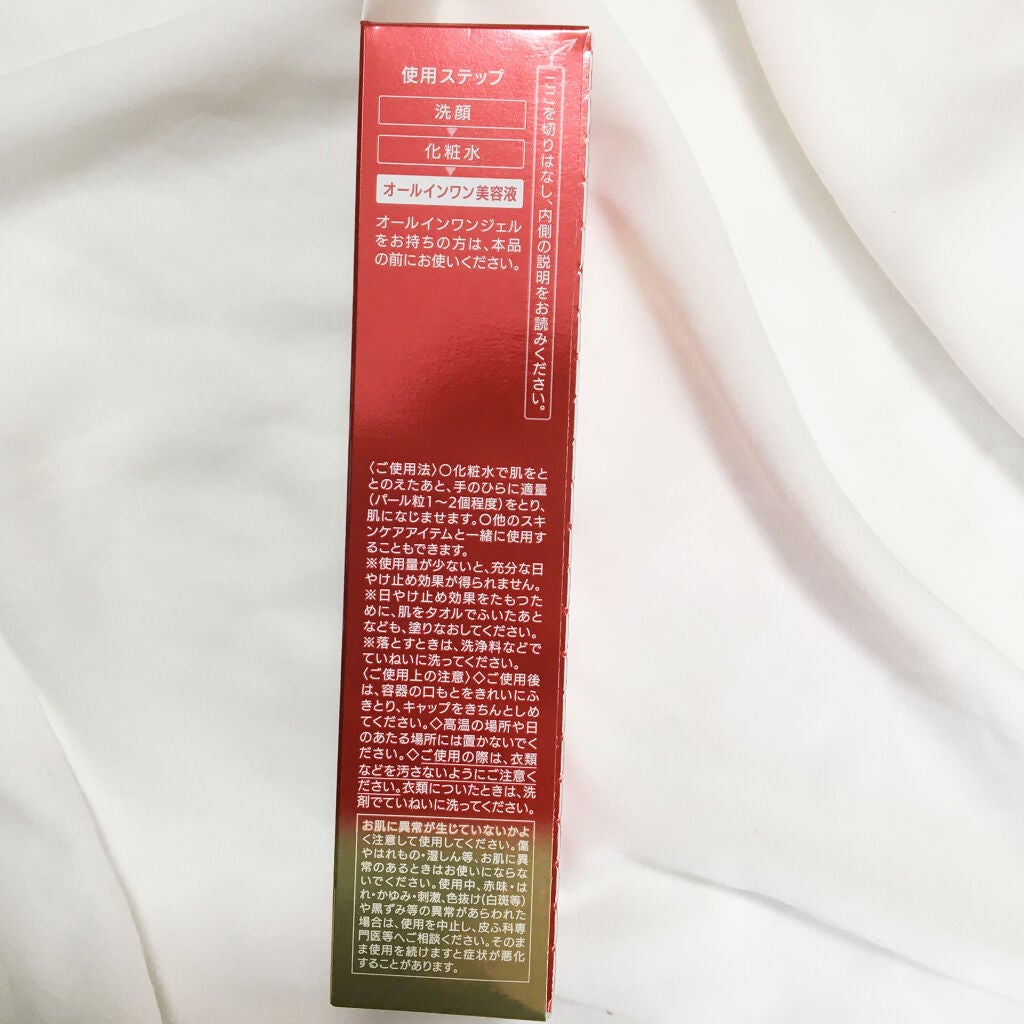 使用ステップ
洗顔
化粧水
オールインワン美容液
オールインワンジェル
をお持ちの方は、本品
の前にお使いください。
ここを切りはなし、内側の説明をお読みください。
〈ご使用法〉○化粧水で肌をと
とのえたあと、手のひらに適量
(パール粒1〜2個程度)をとり、
肌になじませます。○他のスキ
ンケアアイテムと一緒に使用す
ることもできます。
※使用量が少ないと、充分な日
やけ止め効果が得られません。
※日やけ止め効果をたもつた
めに、肌をタオルでふいたあと
なども、塗りなおしてください。
※落とすときは、洗浄料などで
ていねいに洗ってください。
〈ご使用上の注意〉◇ご使用後
は、容器の口もとをきれいにふ
きとり、キャップをきちんとしめ
てください。◇高温の場所や日
のあたる場所には置かないでく
ださい。◇ご使用の際は、衣類
などを汚さないようにご注意く
ださい。衣類についたときは、洗
剤でていねいに洗ってください。
お肌に異常が生じていないかよ
く注意して使用してください。傷
やはれもの・湿しん等、お肌に異
常のあるときはお使いにならな
いでください。使用中、赤味・は
れ・かゆみ・刺激、色抜け(白斑等)
や黒ずみ等の異常があらわれた
場合は、使用を中止し、皮ふ科専
門医等へご相談ください。そのま
ま使用を続けますと症状が悪化
することがあります。